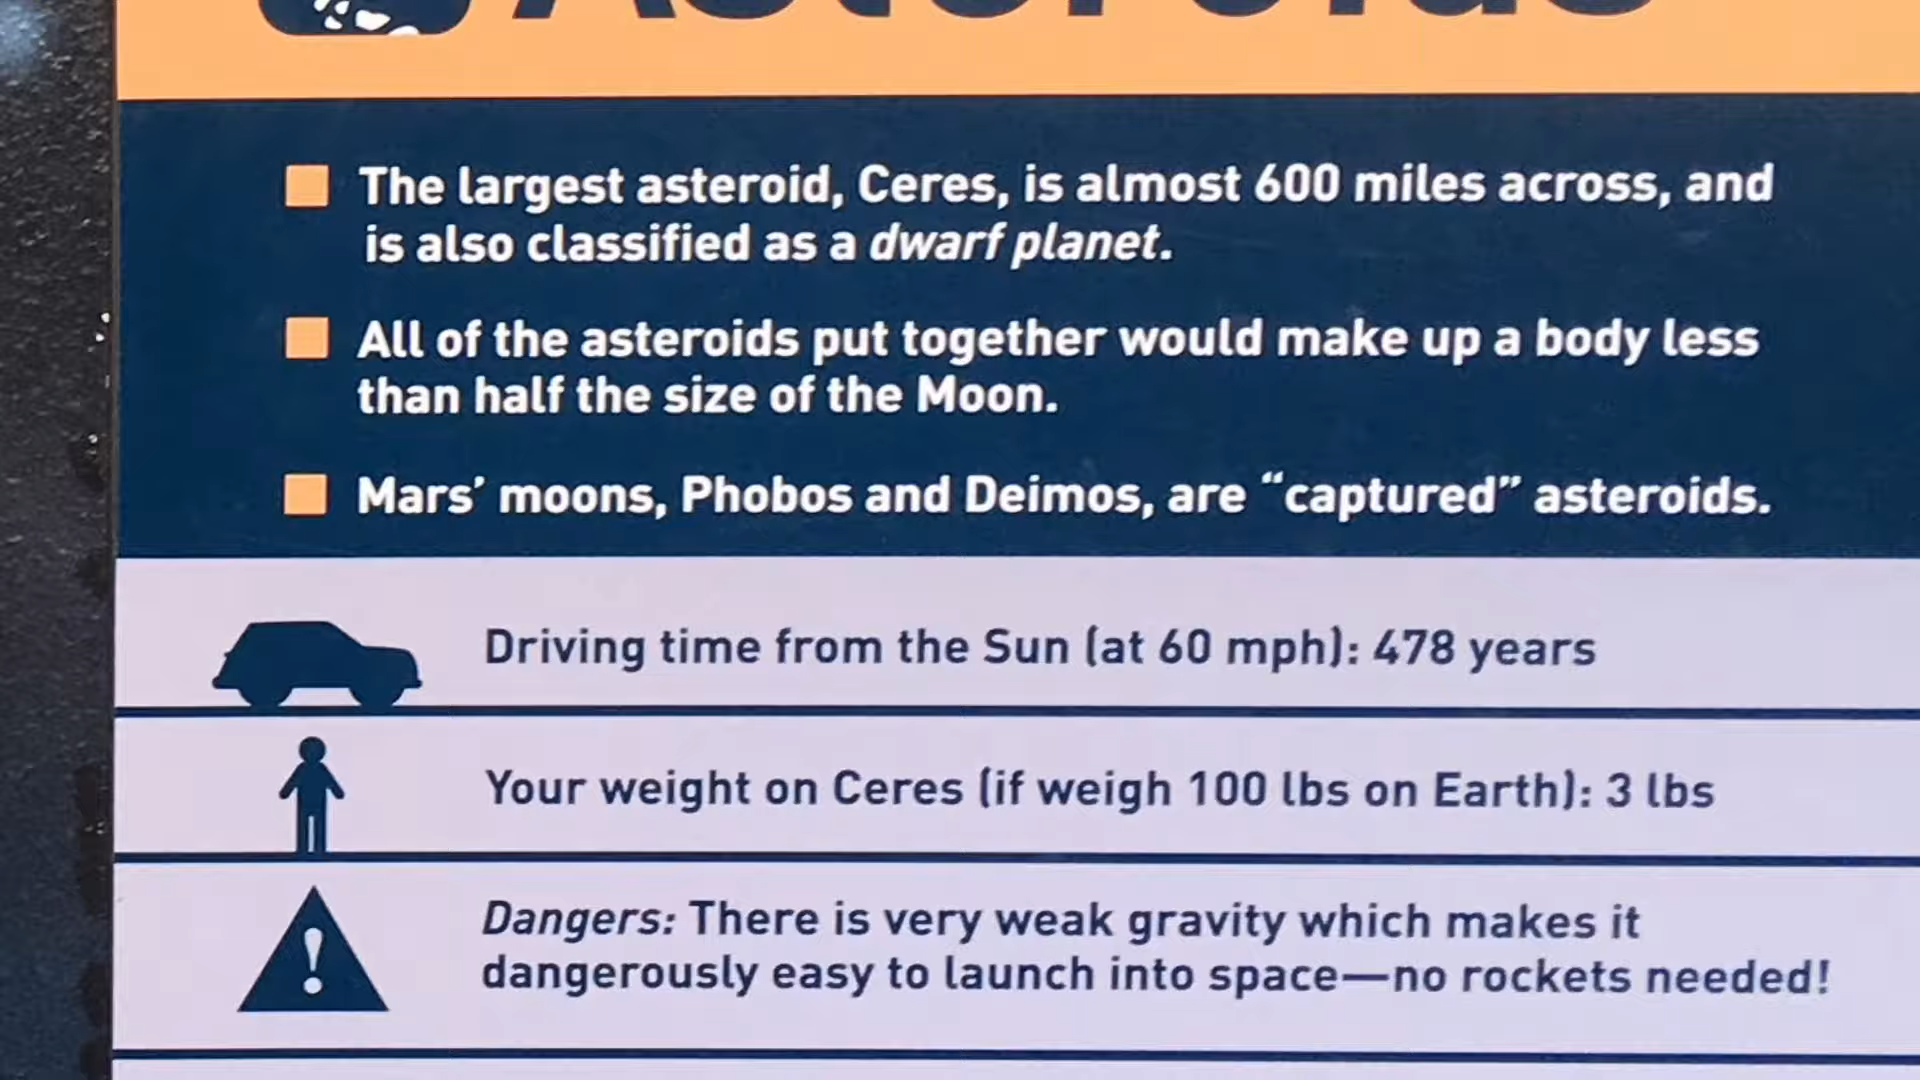 Asteroids
The largest asteroid, Ceres, is almost 600 miles across, and
is also classified as a dwarf planet.
All of the asteroids put together would make up a body less
than half the size of the Moon.
Mars’ moons, Phobos and Deimos, are “captured” asteroids.
Driving time from the Sun (at 60 mph): 478 years
Your weight on Ceres (if weigh 100 lbs on Earth): 3 lbs
Dangers: There is very weak gravity which makes it
dangerously easy to launch into space—no rockets needed!